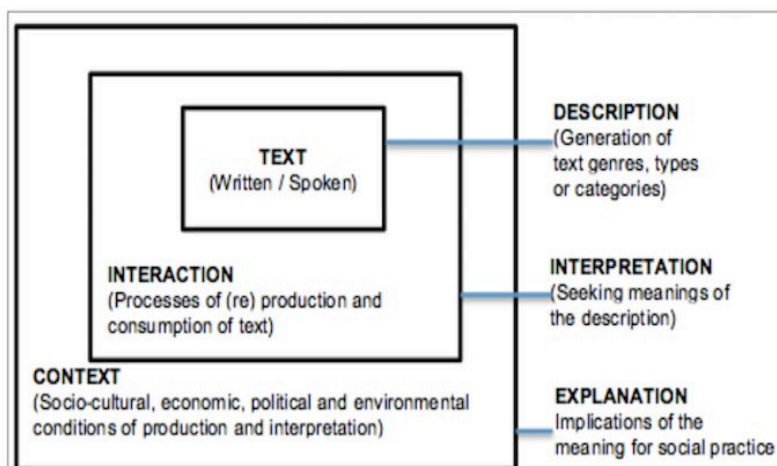 TEXT
(Written / Spoken)
INTERACTION
(Processes of (re) production and
consumption of text)
CONTEXT
(Socio-cultural, economic, political and environmental
conditions of production and interpretation)
DESCRIPTION
(Generation of
text genres, types
or categories)
INTERPRETATION
(Seeking meanings of
the description)
EXPLANATION
Implications of the
meaning for social practice